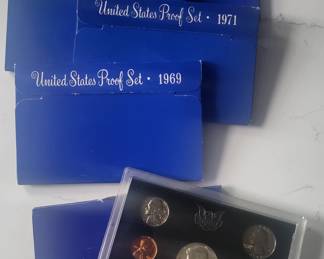 United States Proof Set · 1971
United States Proof Set · 1969